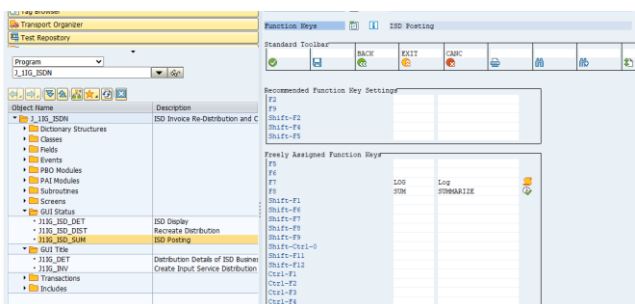 Tag Browser
Transport Organizer
Test Repository
Program
J_1IG_ISDN
Object Name Description
J_1IG_ISDN ISD Invoice Re-Distribution and C
Dictionary Structures
Classes
Fields
Events
PBO Modules
PAI Modules
Subroutines
Screens
GUI Status
J1IG_ISD_DET ISD Display
J1IG_ISD_DIST Recreate Distribution
J1IG_ISD_SUM ISD Posting
GUI Title
J1IG_DET Distribution Details of ISD Busines
J1IG_INV Create Input Service Distribution
Transactions
Includes
Function Keys ISD Posting
Standard Toolbar
BACK EXIT CANC
Recommended Function Key Settings
F2
F9
Shift-F2
Shift-F4
Shift-F5
Freely Assigned Function Keys
F5
F6
F7 LOG Log
F8 SUM SUMMARIZE
Shift-F1
Shift-F6
Shift-F7
Shift-F8
Shift-F9
Shift-Ctrl-0
Shift-F11
Shift-F12
Ctrl-F1
Ctrl-F2
Ctrl-F3
Ctrl-F4